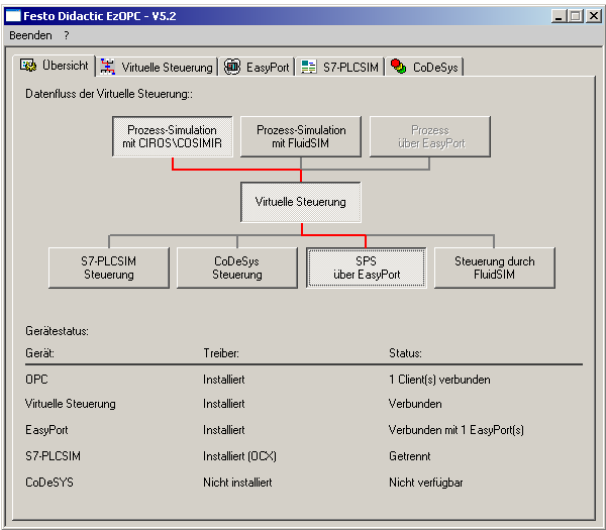 Festo Didactic EzOPC - V5.2
Beenden ?
Übersicht Virtuelle Steuerung EasyPort S7-PLCSIM CoDeSys
Datenfluss der Virtuelle Steuerung::
Prozess-Simulation mit CIROS\COSIMIR
Prozess-Simulation mit FluidSIM
Prozess über EasyPort
Virtuelle Steuerung
S7-PLCSIM Steuerung
CoDeSys Steuerung
SPS über EasyPort
Steuerung durch FluidSIM
Gerätestatus:
Gerät: Treiber: Status:
OPC Installiert 1 Client(s) verbunden
Virtuelle Steuerung Installiert Verbunden
EasyPort Installiert Verbunden mit 1 EasyPort(s)
S7-PLCSIM Installiert (OCX) Getrennt
CoDeSYS Nicht installiert Nicht verfügbar